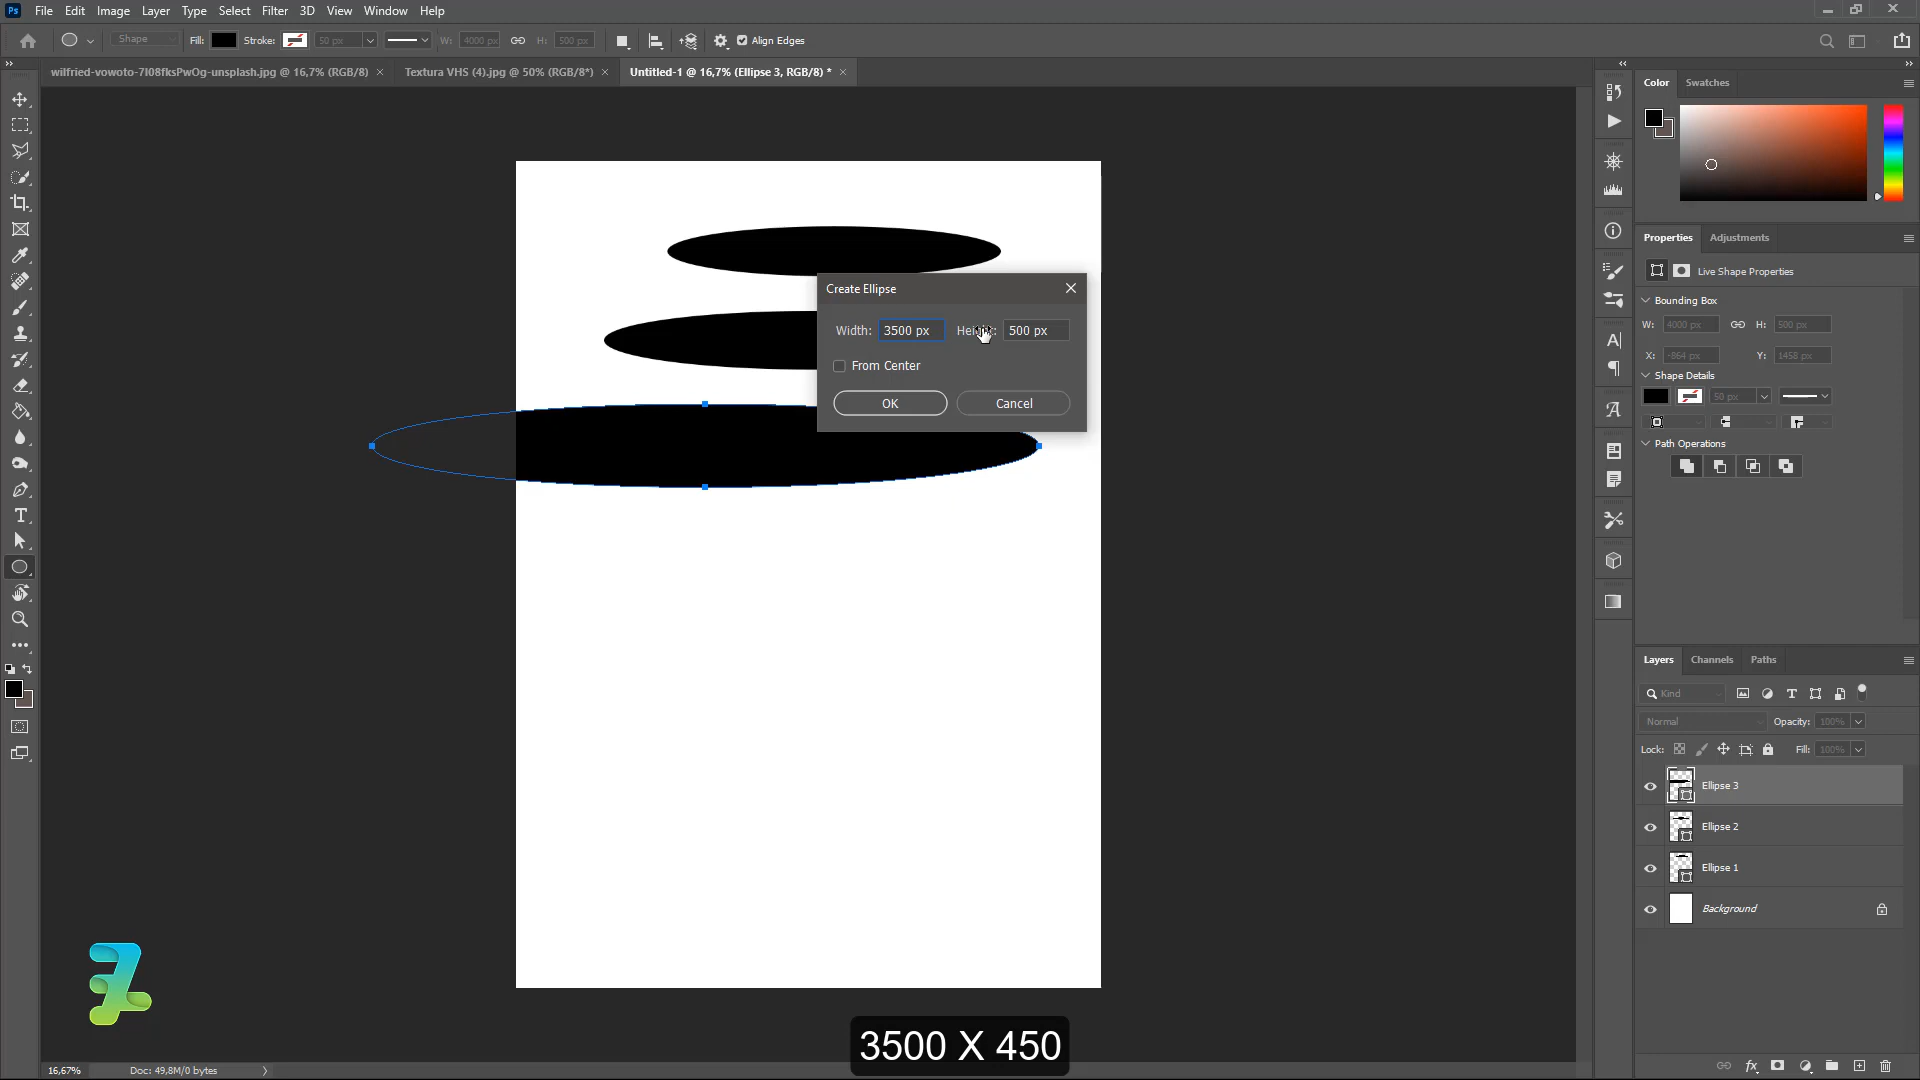 Ps File Edit Image Layer Type Select Filter 3D View Window Help
Shape Fill: Stroke: 50 px W: 4000 px H: 500 px Align Edges
wilfried-vowoto-7I08fksPwOg-unsplash.jpg @ 16,7% (RGB/8) × Textura VHS (4).jpg @ 50% (RGB/8*) × Untitled-1 @ 16,7% (Ellipse 3, RGB/8) * ×
Color Swatches
Properties Adjustments
Live Shape Properties
Bounding Box
W: 4000 px H: 500 px
X: -864 px Y: 1458 px
Shape Details
50 px
Path Operations
Create Ellipse
Width: 3500 px Height: 500 px
From Center
OK Cancel
Layers Channels Paths
Kind
Normal Opacity: 100%
Lock: Fill: 100%
Ellipse 3
Ellipse 2
Ellipse 1
Background
3500 X 450
16,67% Doc: 49,8M/0 bytes